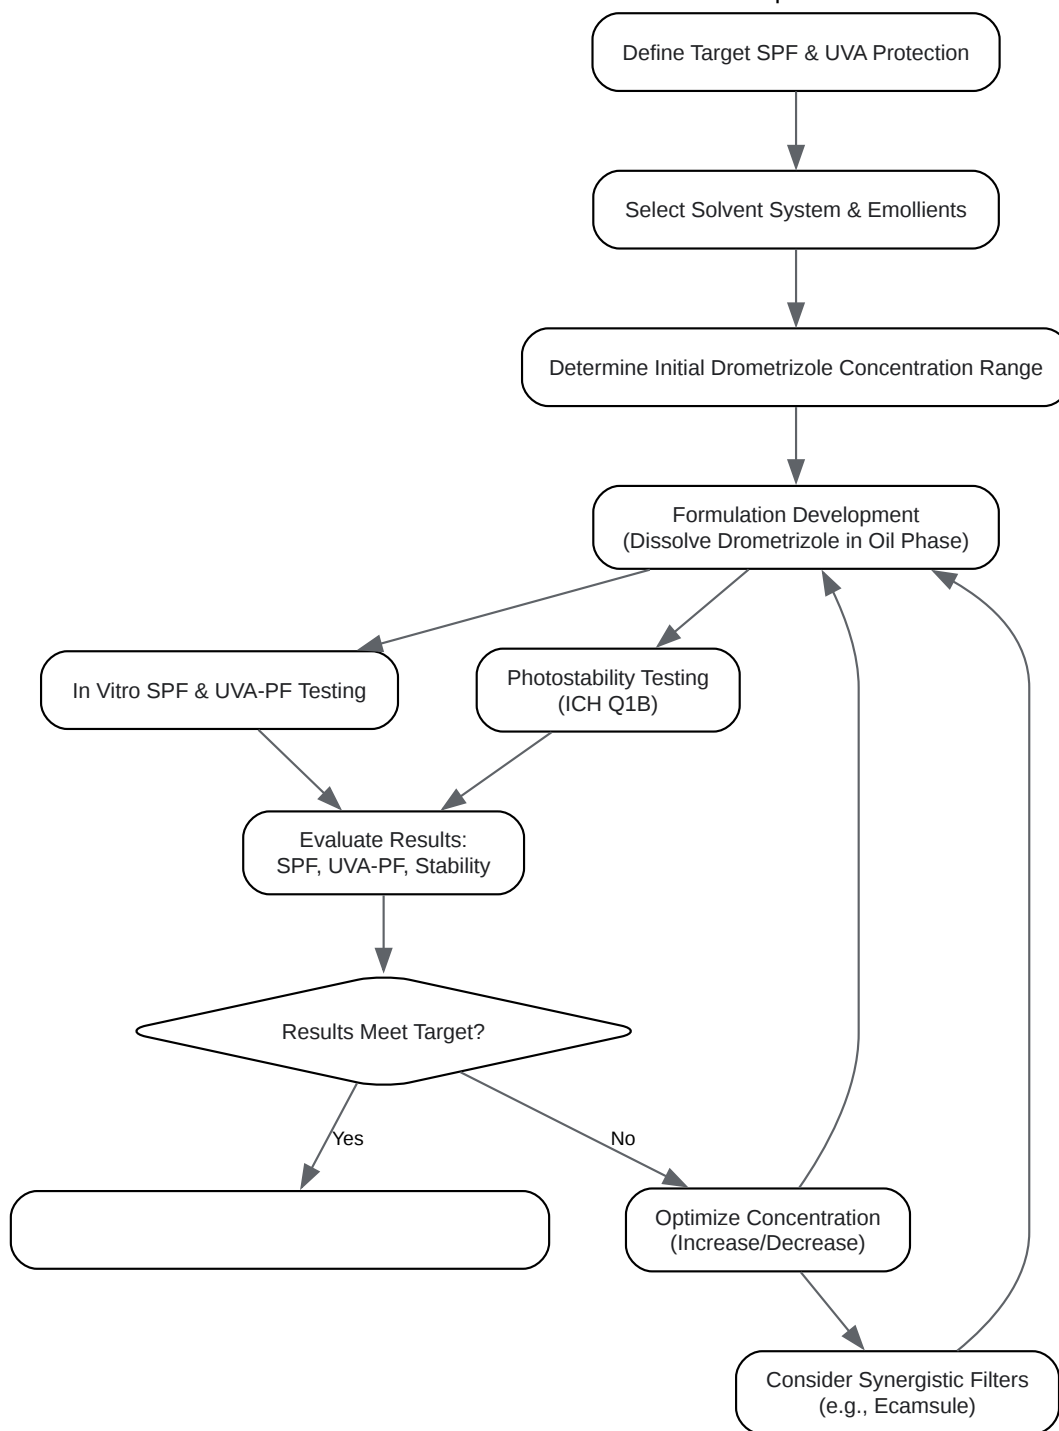 Define Target SPF & UVA Protection
Select Solvent System & Emollients
Determine Initial Drometrizole Concentration Range
Formulation Development
(Dissolve Drometrizole in Oil Phase)
In Vitro SPF & UVA-PF Testing
Photostability Testing
(ICH Q1B)
Evaluate Results:
SPF, UVA-PF, Stability
Results Meet Target?
Yes
No
Optimize Concentration
(Increase/Decrease)
Consider Synergistic Filters
(e.g., Ecamsule)